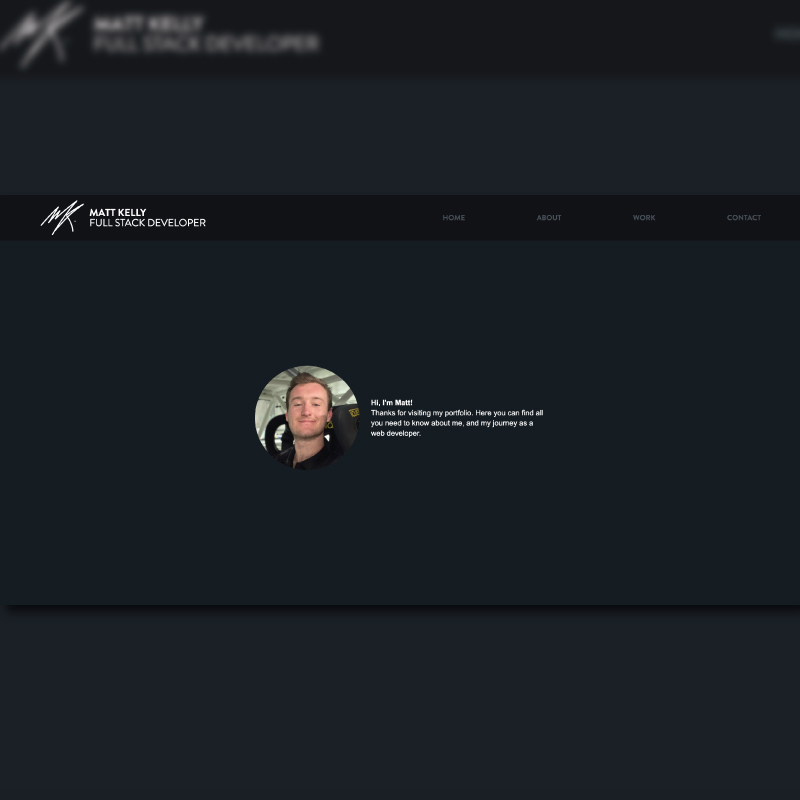 MATT KELLY
FULL STACK DEVELOPER
MATT KELLY
FULL STACK DEVELOPER
HOME
ABOUT
WORK
CONTACT
Hi, I'm Matt!
Thanks for visiting my portfolio. Here you can find all
you need to know about me, and my journey as a
web developer.